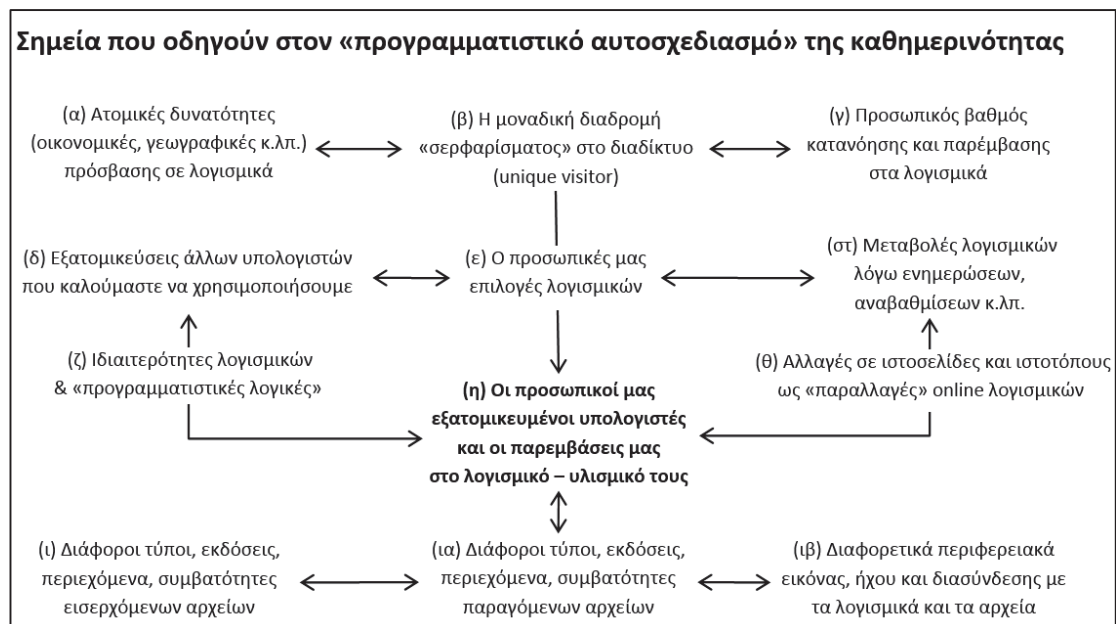 Σημεία που οδηγούν στον «προγραμματιστικό αυτοσχεδιασμό» της καθημερινότητας
(α) Ατομικές δυνατότητες
(οικονομικές, γεωγραφικές κ.λπ.)
πρόσβασης σε λογισμικά
(β) Η μοναδική διαδρομή
«σερφαρίσματος» στο διαδίκτυο
(unique visitor)
(γ) Προσωπικός βαθμός
κατανόησης και παρέμβασης
στα λογισμικά
(δ) Εξατομικεύσεις άλλων υπολογιστών
που καλούμαστε να χρησιμοποιήσουμε
(ε) Ο προσωπικές μας
επιλογές λογισμικών
(στ) Μεταβολές λογισμικών
λόγω ενημερώσεων,
αναβαθμίσεων κ.λπ.
(ζ) Ιδιαιτερότητες λογισμικών
& «προγραμματιστικές λογικές»
(η) Οι προσωπικοί μας
εξατομικευμένοι υπολογιστές
και οι παρεμβάσεις μας
στο λογισμικό – υλισμικό τους
(θ) Αλλαγές σε ιστοσελίδες και ιστοτόπους
ως «παραλλαγές» online λογισμικών
(ι) Διάφοροι τύποι, εκδόσεις,
περιεχόμενα, συμβατότητες
εισερχόμενων αρχείων
(ια) Διάφοροι τύποι, εκδόσεις,
περιεχόμενα, συμβατότητες
παραγόμενων αρχείων
(ιβ) Διαφορετικά περιφερειακά
εικόνας, ήχου και διασύνδεσης με
τα λογισμικά και τα αρχεία